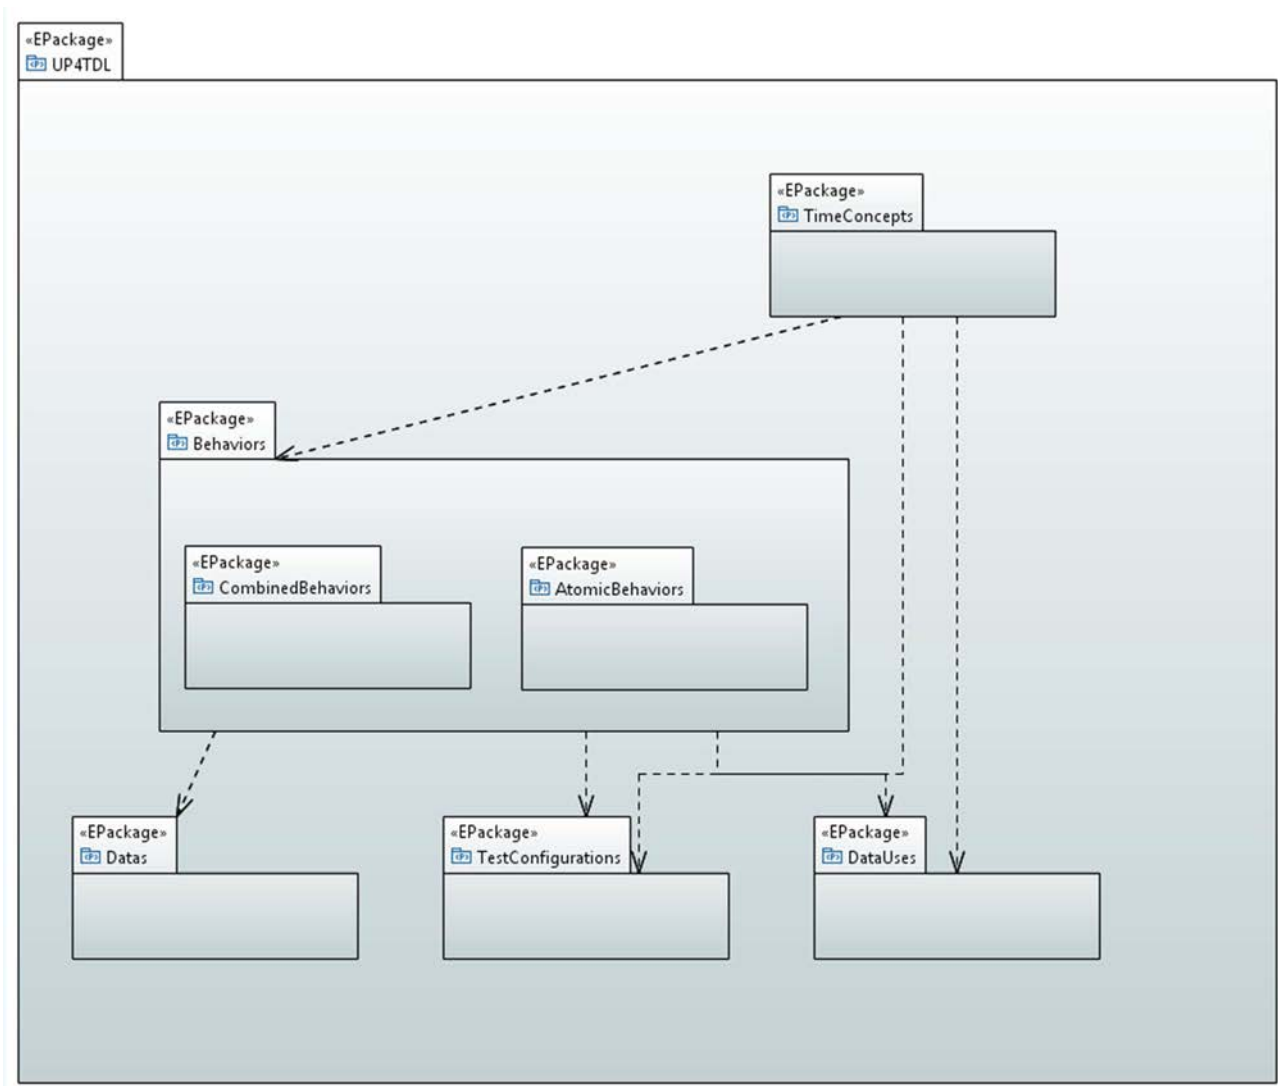 «EPackage»
UP4TDL
«EPackage»
TimeConcepts
«EPackage»
Behaviors
«EPackage»
CombinedBehaviors
«EPackage»
AtomicBehaviors
«EPackage»
Datas
«EPackage»
TestConfigurations
«EPackage»
DataUses